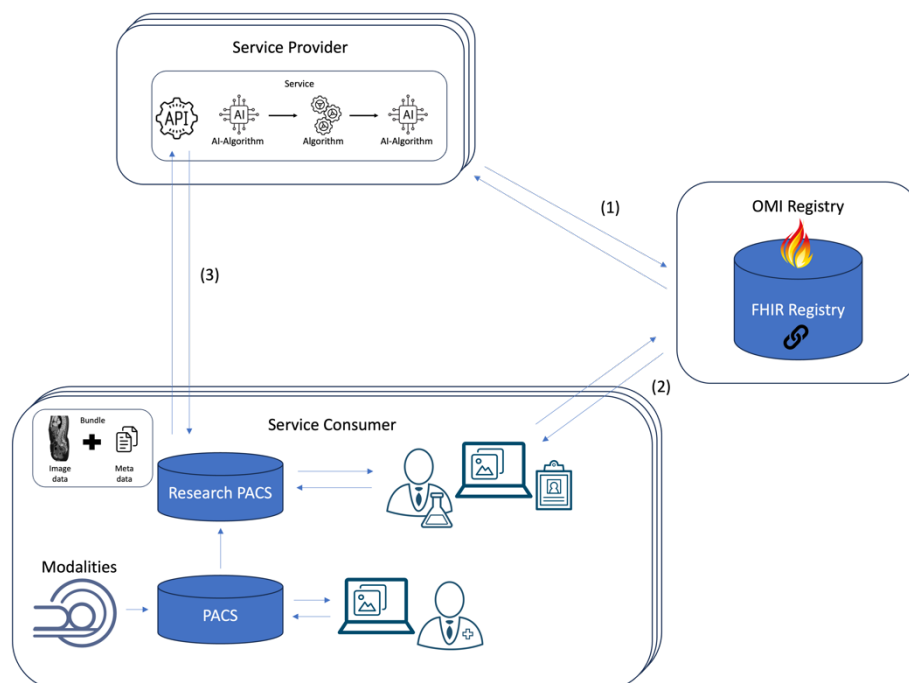 Service Provider
Service
API
AI
AI
AI-Algorithm
Algorithm
AI-Algorithm
(1)
OMI Registry
FHIR Registry
(3)
(2)
Service Consumer
Bundle
Image
data
Meta
data
Research PACS
Modalities
PACS